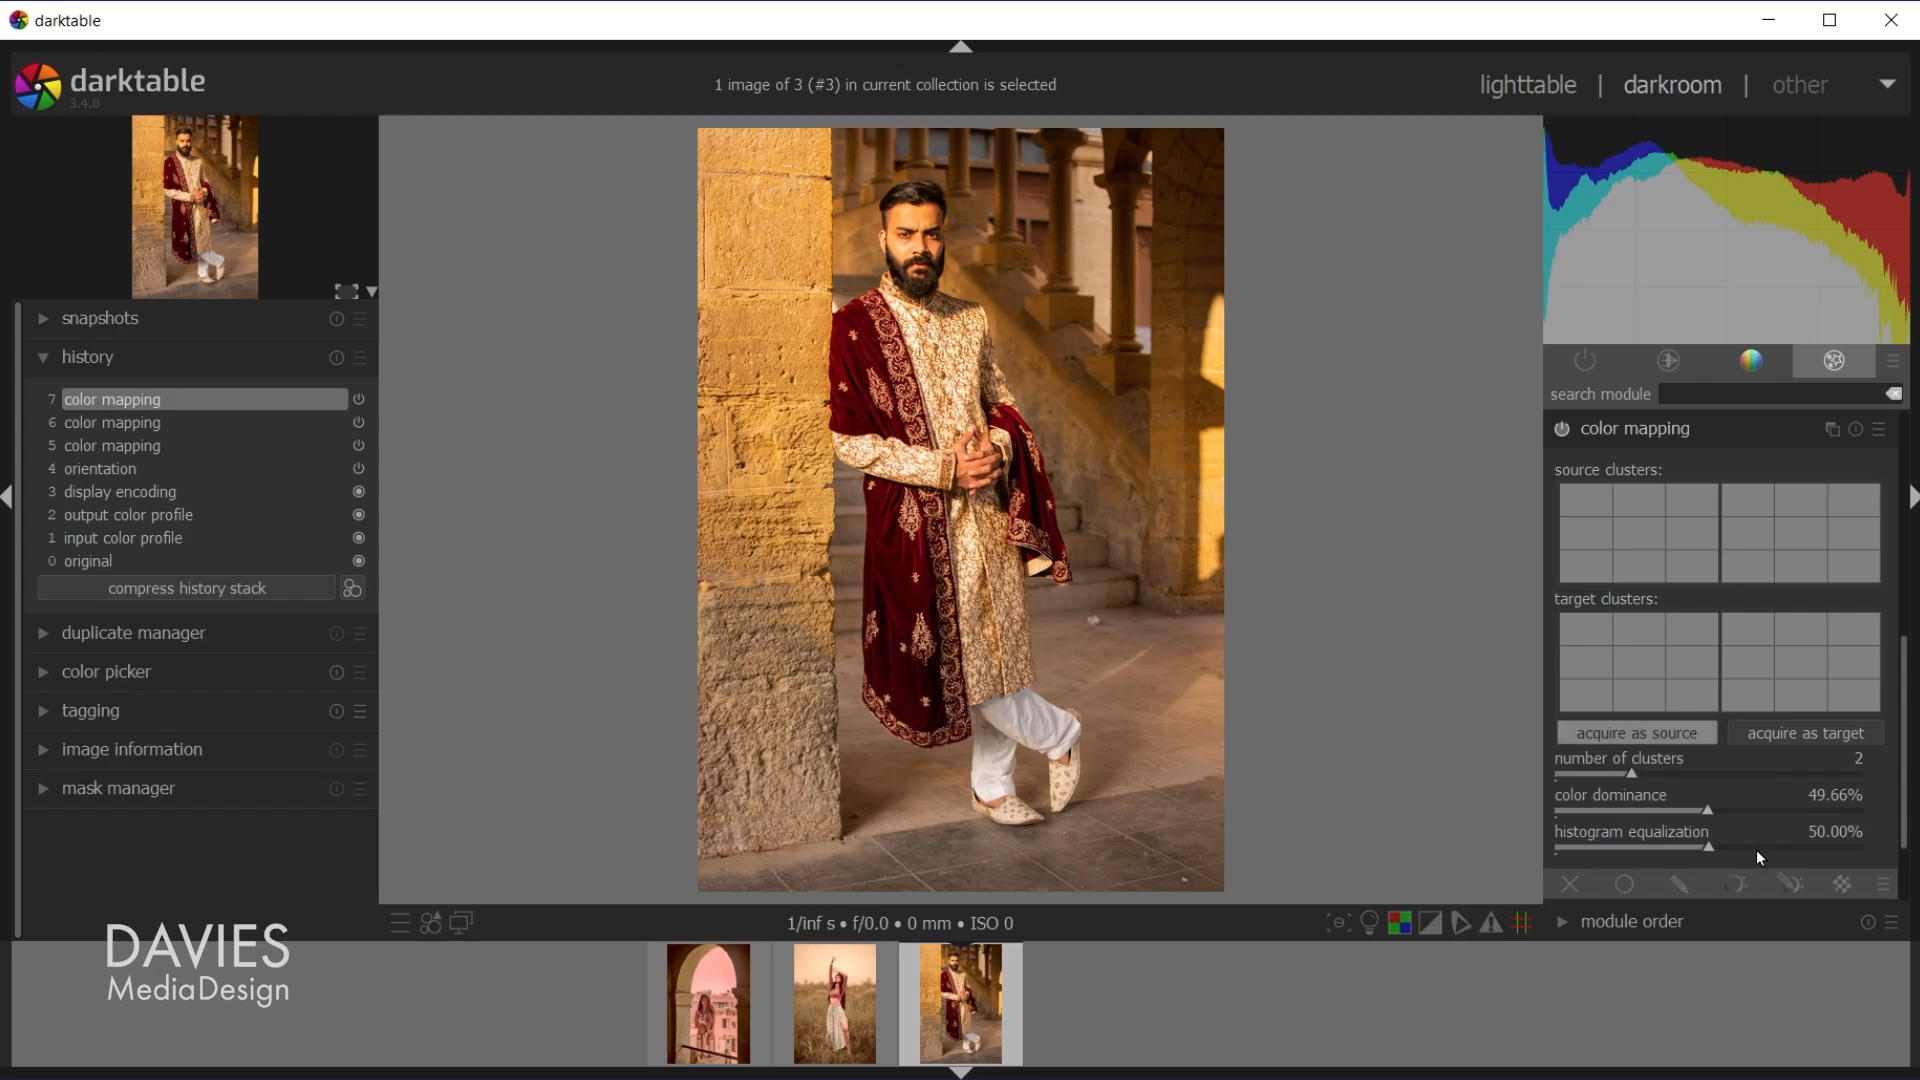 darktable
darktable
3.4.0
1 image of 3 (#3) in current collection is selected
lighttable | darkroom | other
snapshots
history
7 color mapping
6 color mapping
5 color mapping
4 orientation
3 display encoding
2 output color profile
1 input color profile
0 original
compress history stack
duplicate manager
color picker
tagging
image information
mask manager
DAVIES
MediaDesign
1/inf s • f/0.0 • 0 mm • ISO 0
search module
color mapping
source clusters:
target clusters:
acquire as source acquire as target
number of clusters 2
color dominance 49.66%
histogram equalization 50.00%
module order